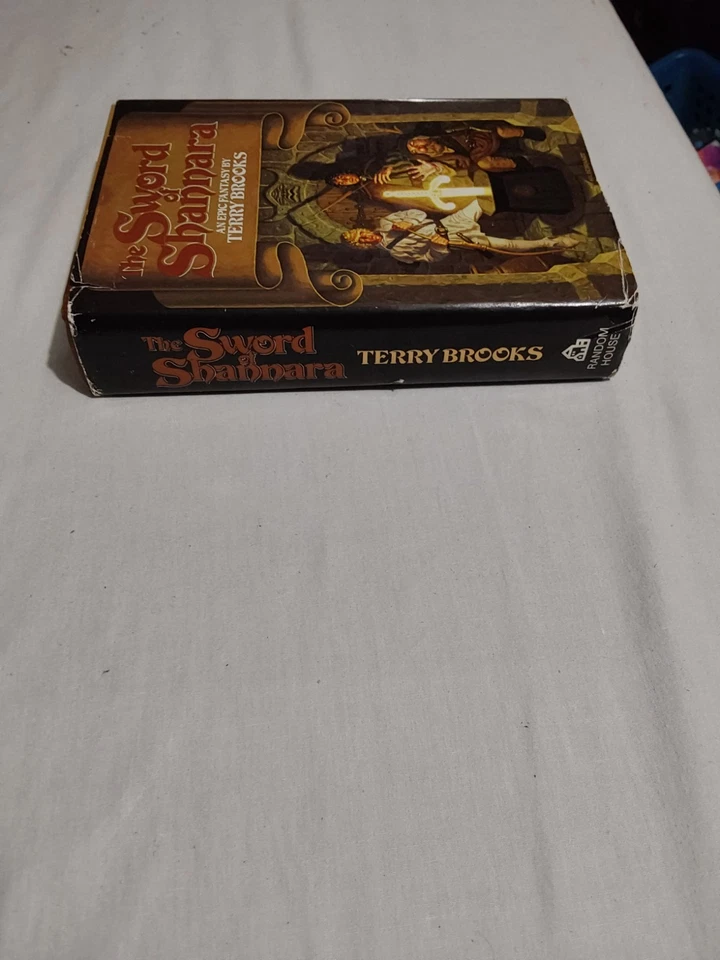 The Sword
of
Shannara
AN EPIC FANTASY BY
TERRY BROOKS
The Sword
of
Shannara
TERRY BROOKS
RANDOM
HOUSE